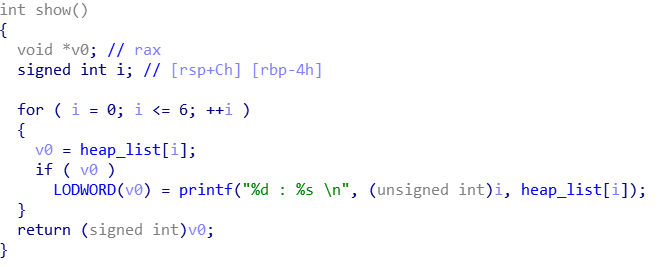 int show()
{
  void *v0; // rax
  signed int i; // [rsp+Ch] [rbp-4h]

  for ( i = 0; i <= 6; ++i )
  {
    v0 = heap_list[i];
    if ( v0 )
      LODWORD(v0) = printf("%d : %s \n", (unsigned int)i, heap_list[i]);
  }
  return (signed int)v0;
}